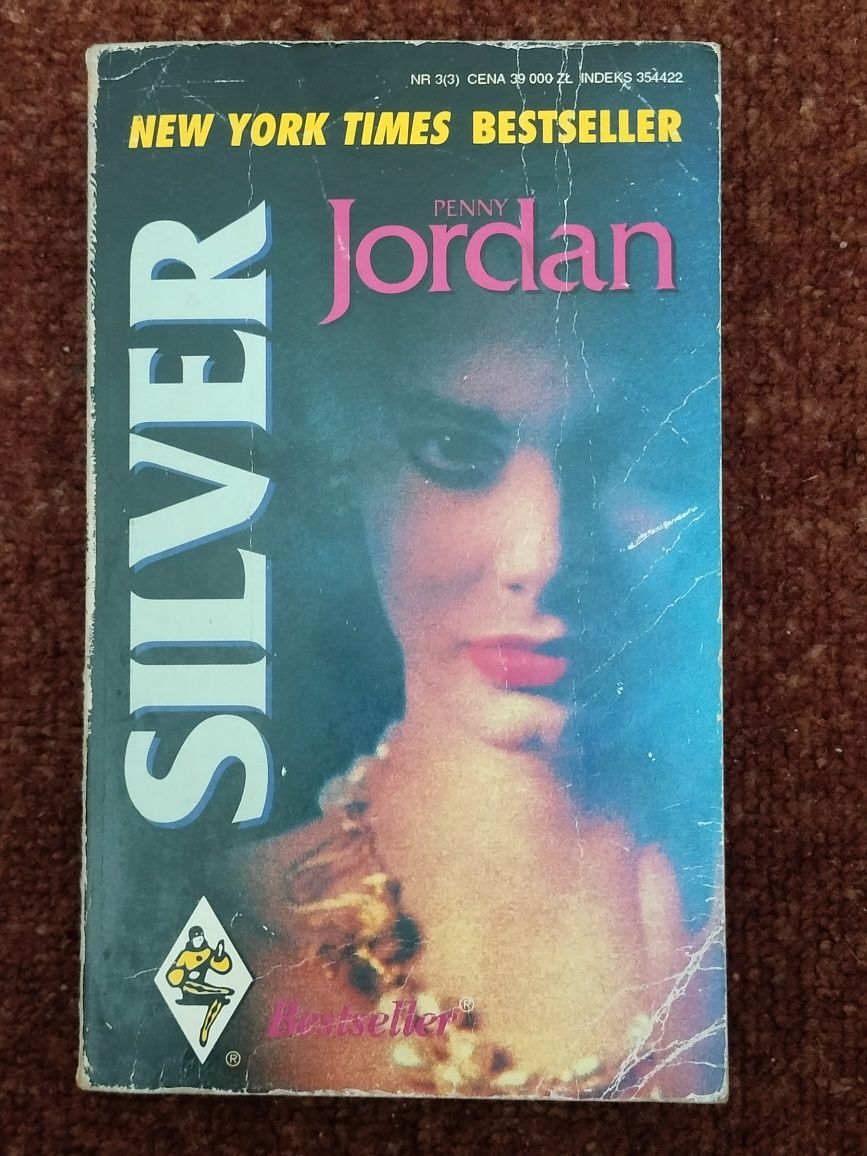 NR 3(3) CENA 39 000 ZŁ INDEKS 354422
NEW YORK TIMES BESTSELLER
PENNY
Jordan
SILVER
Bestseller®
®